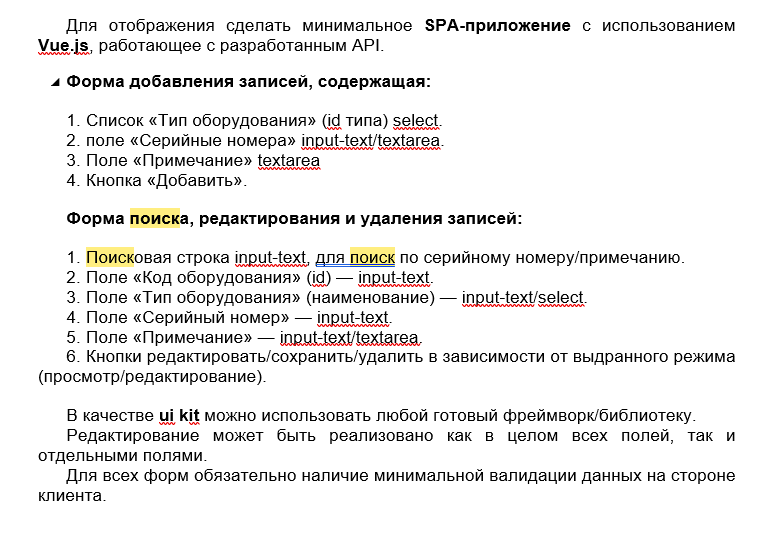 Для отображения сделать минимальное SPA-приложение с использованием
Vue.js, работающее с разработанным API.
Форма добавления записей, содержащая:
1. Список «Тип оборудования» (id типа) select.
2. поле «Серийные номера» input-text/textarea.
3. Поле «Примечание» textarea
4. Кнопка «Добавить».
Форма поиска, редактирования и удаления записей:
1. Поисковая строка input-text, для поиск по серийному номеру/примечанию.
2. Поле «Код оборудования» (id) — input-text.
3. Поле «Тип оборудования» (наименование) — input-text/select.
4. Поле «Серийный номер» — input-text.
5. Поле «Примечание» — input-text/textarea.
6. Кнопки редактировать/сохранить/удалить в зависимости от выдранного режима
(просмотр/редактирование).
В качестве ui kit можно использовать любой готовый фреймворк/библиотеку.
Редактирование может быть реализовано как в целом всех полей, так и
отдельными полями.
Для всех форм обязательно наличие минимальной валидации данных на стороне
клиента.